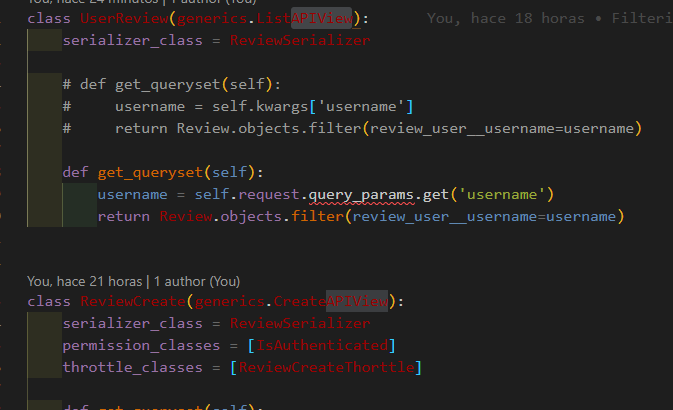 You, hace 24 minutos | 1 author (You)
class UserReview(generics.ListAPIView): You, hace 18 horas • Filteri
serializer_class = ReviewSerializer
# def get_queryset(self):
# username = self.kwargs['username']
# return Review.objects.filter(review_user__username=username)
def get_queryset(self):
username = self.request.query_params.get('username')
return Review.objects.filter(review_user__username=username)
You, hace 21 horas | 1 author (You)
class ReviewCreate(generics.CreateAPIView):
serializer_class = ReviewSerializer
permission_classes = [IsAuthenticated]
throttle_classes = [ReviewCreateThorttle]
def get_queryset(self):